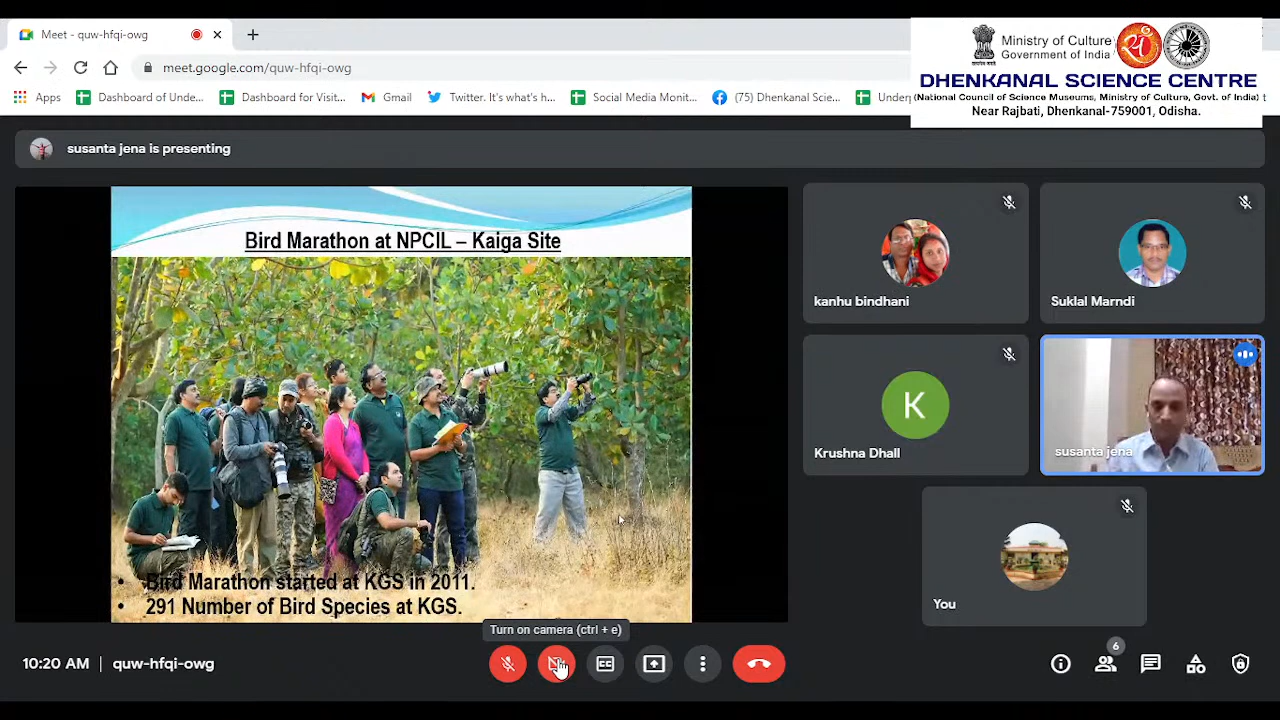 Meet - quw-hfqi-owg
meet.google.com/quw-hfqi-owg
Apps
Dashboard of Unde...
Dashboard for Visit...
Gmail
Twitter. It's what's h...
Social Media Monit...
(75) Dhenkanal Scie...
Ministry of Culture
Government of India
DHENKANAL SCIENCE CENTRE
(National Council of Science Museums, Ministry of Culture, Govt. of India)
Near Rajbati, Dhenkanal-759001, Odisha.
susanta jena is presenting
Bird Marathon at NPCIL – Kaiga Site
• Bird Marathon started at KGS in 2011.
• 291 Number of Bird Species at KGS.
kanhu bindhani
Suklal Marndi
K
Krushna Dhall
susanta jena
You
Turn on camera (ctrl + e)
10:20 AM | quw-hfqi-owg
CC
6